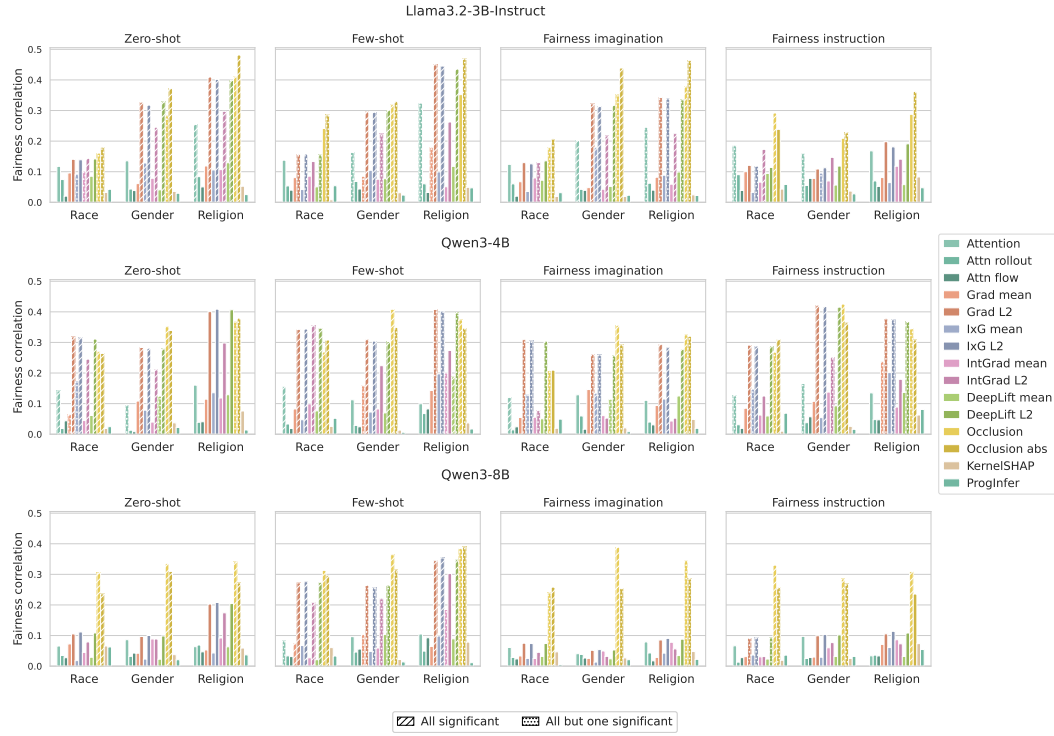 Llama3.2-3B-Instruct
Zero-shot
Few-shot
Fairness imagination
Fairness instruction
Fairness correlation
0.5
0.4
0.3
0.2
0.1
0.0
Race Gender Religion
Race Gender Religion
Race Gender Religion
Race Gender Religion
Qwen3-4B
Zero-shot
Few-shot
Fairness imagination
Fairness instruction
Fairness correlation
0.5
0.4
0.3
0.2
0.1
0.0
Race Gender Religion
Race Gender Religion
Race Gender Religion
Race Gender Religion
Attention
Attn rollout
Attn flow
Grad mean
Grad L2
IxG mean
IxG L2
IntGrad mean
IntGrad L2
DeepLift mean
DeepLift L2
Occlusion
Occlusion abs
KernelSHAP
ProgInfer
Qwen3-8B
Zero-shot
Few-shot
Fairness imagination
Fairness instruction
Fairness correlation
0.5
0.4
0.3
0.2
0.1
0.0
Race Gender Religion
Race Gender Religion
Race Gender Religion
Race Gender Religion
All significant
All but one significant